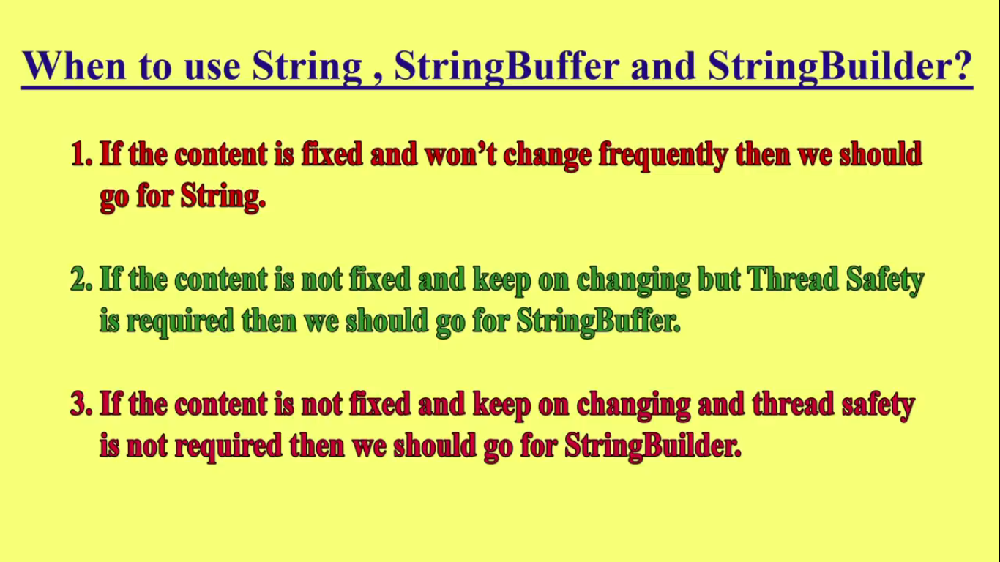 When to use String , StringBuffer and StringBuilder?
1. If the content is fixed and won’t change frequently then we should
go for String.
2. If the content is not fixed and keep on changing but Thread Safety
is required then we should go for StringBuffer.
3. If the content is not fixed and keep on changing and thread safety
is not required then we should go for StringBuilder.